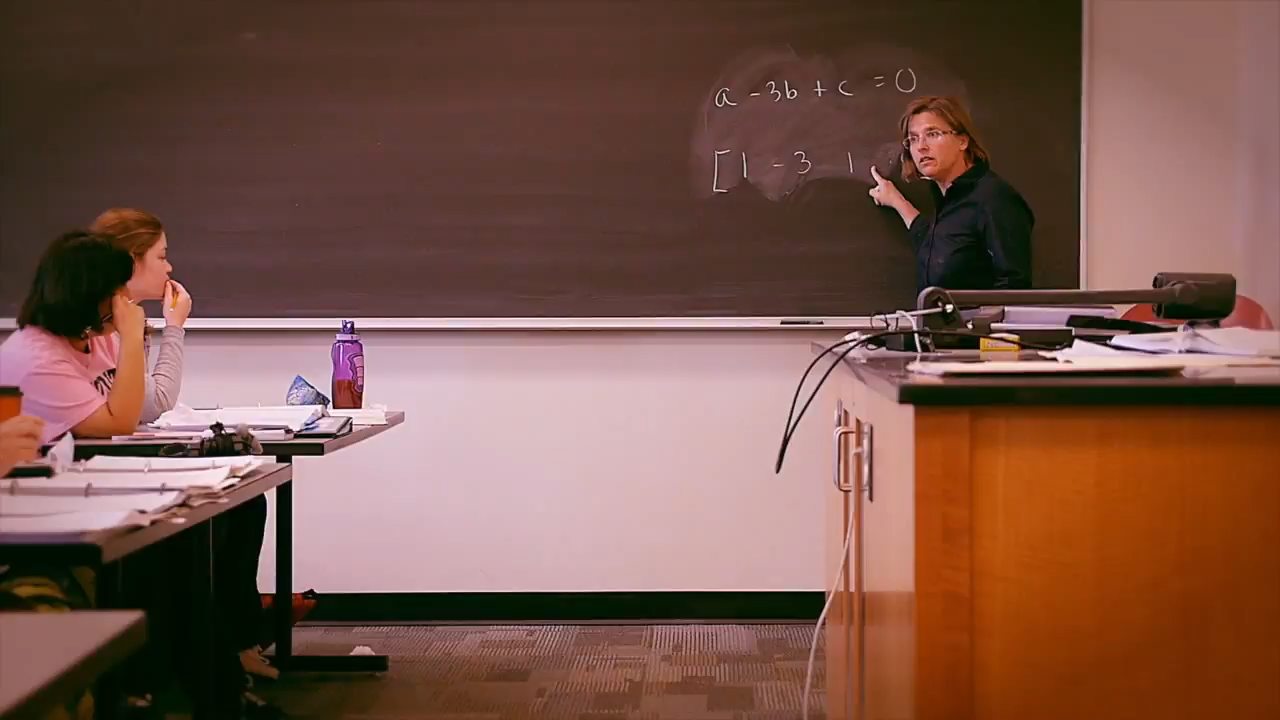 a - 3b + c = 0
[1 - 3 1